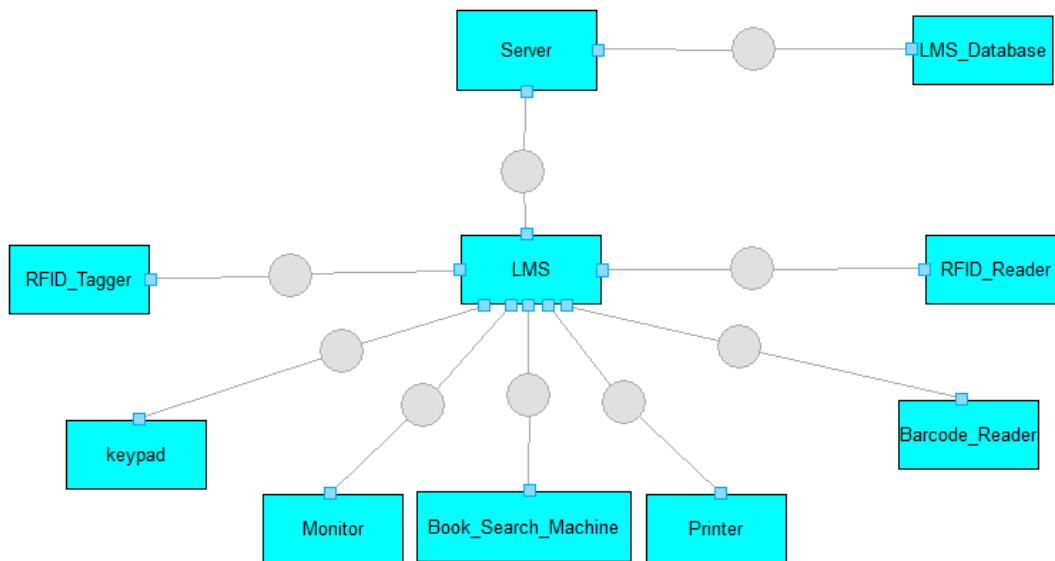 Server
LMS_Database
RFID_Tagger
LMS
RFID_Reader
keypad
Barcode_Reader
Monitor
Book_Search_Machine
Printer